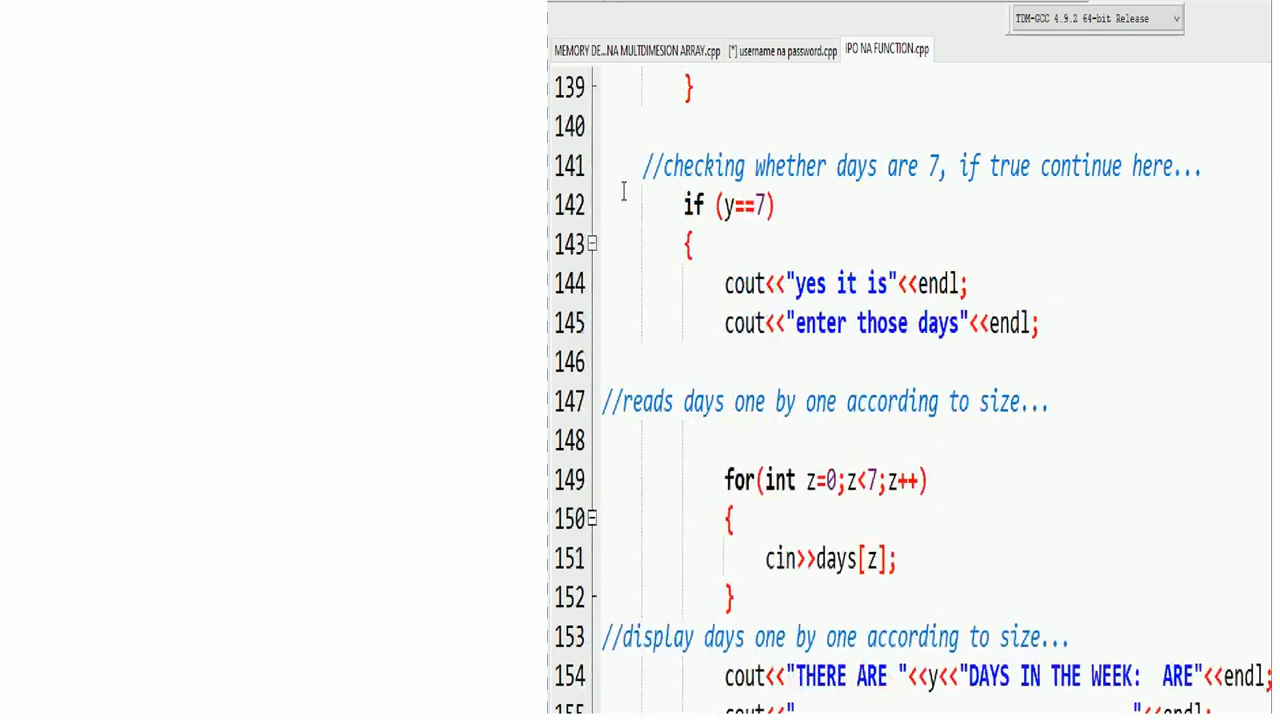 TDM-GCC 4.9.2 64-bit Release
MEMORY DE...NA MULTDIMESION ARRAY.cpp [*] username na password.cpp IPO NA FUNCTION.cpp
139 }
140
141 //checking whether days are 7, if true continue here...
142 if (y==7)
143 {
144 cout<<"yes it is"<<endl;
145 cout<<"enter those days"<<endl;
146
147 //reads days one by one according to size...
148
149 for(int z=0;z<7;z++)
150 {
151 cin>>days[z];
152 }
153 //display days one by one according to size...
154 cout<<"THERE ARE "<<y<<"DAYS IN THE WEEK:  ARE"<<endl;
155 cout<<" "<<endl;